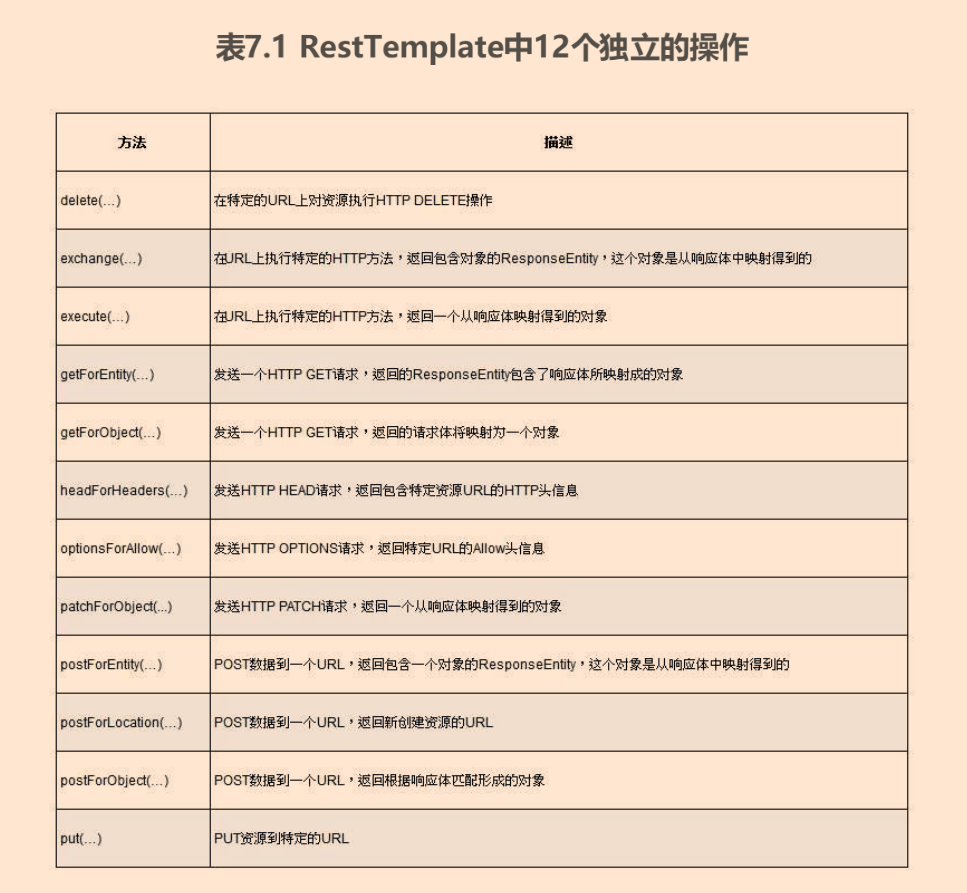 表7.1 RestTemplate中12个独立的操作
方法 描述
delete(…) 在特定的URL上对资源执行HTTP DELETE操作
exchange(…) 在URL上执行特定的HTTP方法，返回包含对象的ResponseEntity，这个对象是从响应体中映射得到的
execute(…) 在URL上执行特定的HTTP方法，返回一个从响应体映射得到的对象
getForEntity(…) 发送一个HTTP GET请求，返回的ResponseEntity包含了响应体所映射成的对象
getForObject(…) 发送一个HTTP GET请求，返回的请求体将映射为一个对象
headForHeaders(…) 发送HTTP HEAD请求，返回包含特定资源URL的HTTP头信息
optionsForAllow(…) 发送HTTP OPTIONS请求，返回特定URL的Allow头信息
patchForObject(...) 发送HTTP PATCH请求，返回一个从响应体映射得到的对象
postForEntity(…) POST数据到一个URL，返回包含一个对象的ResponseEntity，这个对象是从响应体中映射得到的
postForLocation(…) POST数据到一个URL，返回新创建资源的URL
postForObject(…) POST数据到一个URL，返回根据响应体匹配形成的对象
put(…) PUT资源到特定的URL